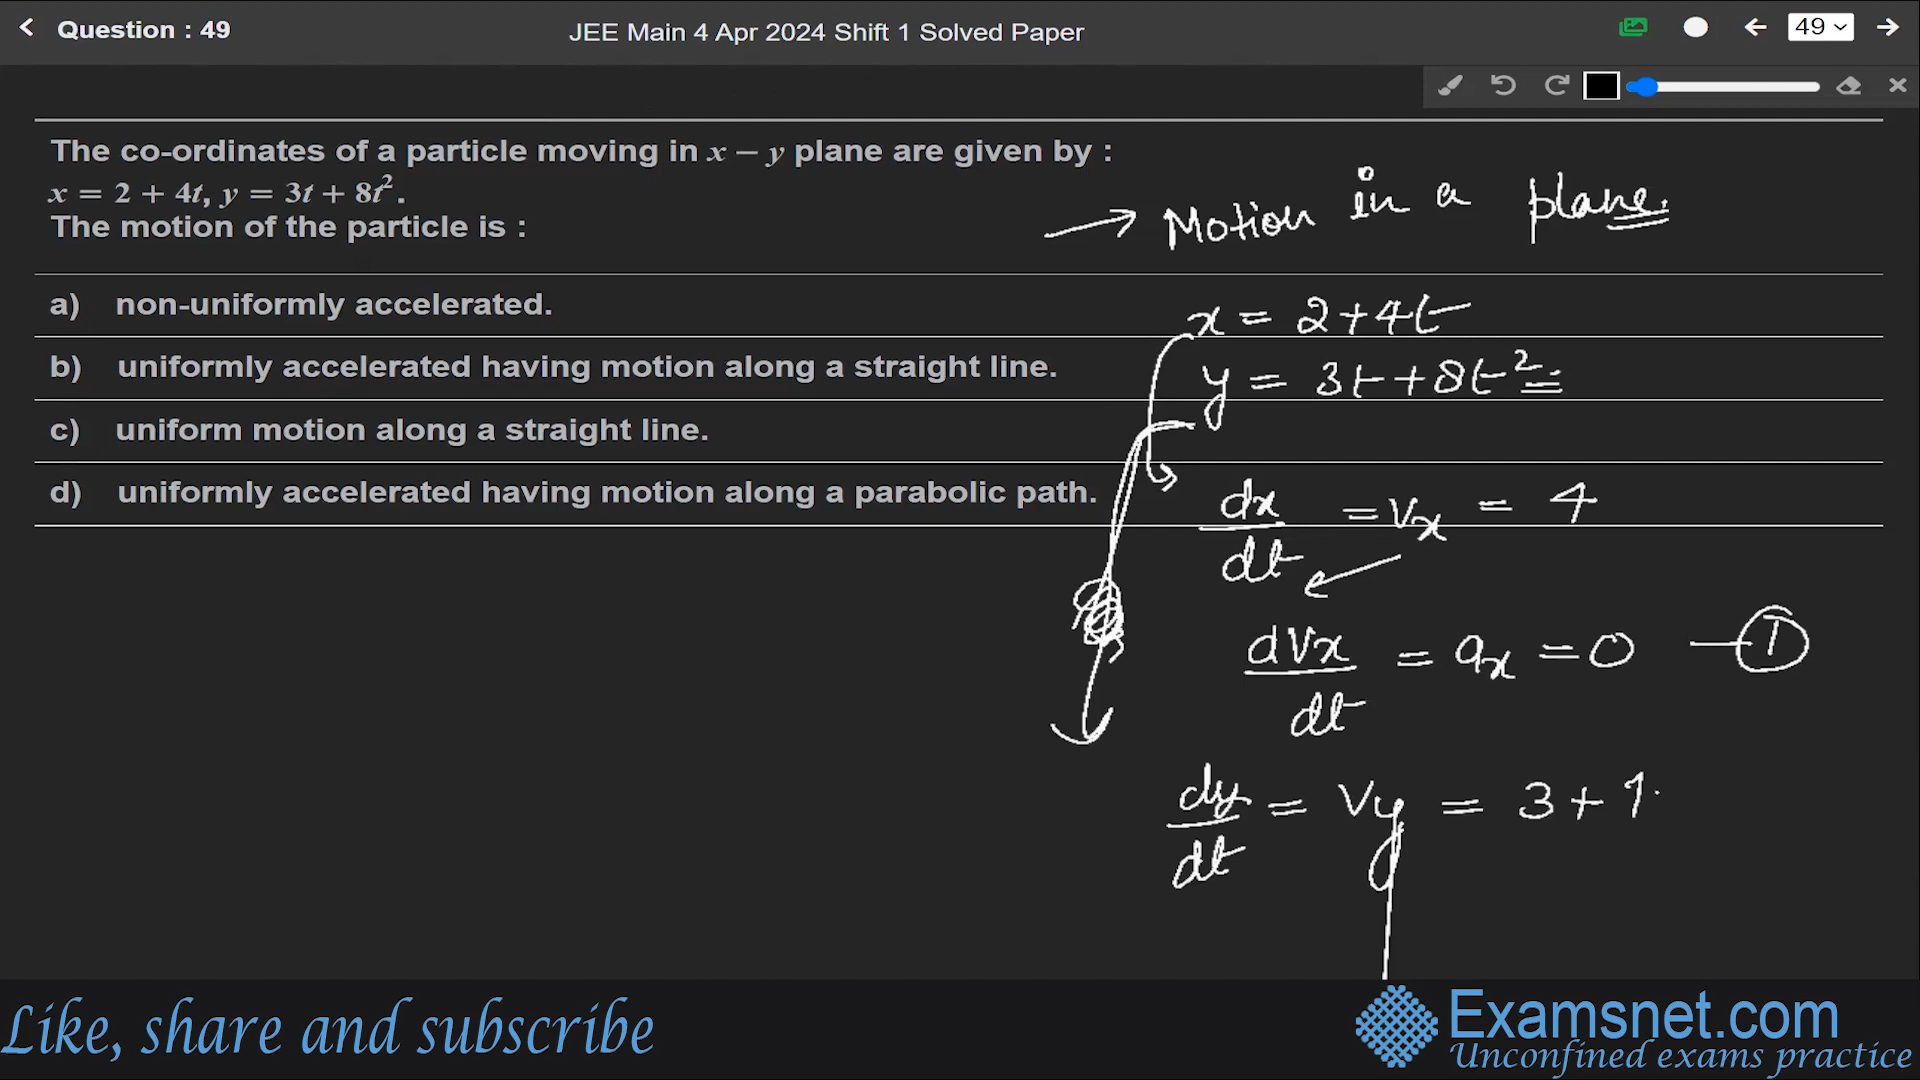 Question : 49
JEE Main 4 Apr 2024 Shift 1 Solved Paper
49
The co-ordinates of a particle moving in x − y plane are given by :
x = 2 + 4t, y = 3t + 8t².
The motion of the particle is :
a) non-uniformly accelerated.
b) uniformly accelerated having motion along a straight line.
c) uniform motion along a straight line.
d) uniformly accelerated having motion along a parabolic path.
→ Motion in a plane.
x = 2+4t
y = 3t+8t²
dx/dt = vx = 4
dVx/dt = ax = 0 — 1
dy/dt = Vy = 3 + 1
Like, share and subscribe
Examsnet.com
Unconfined exams practice